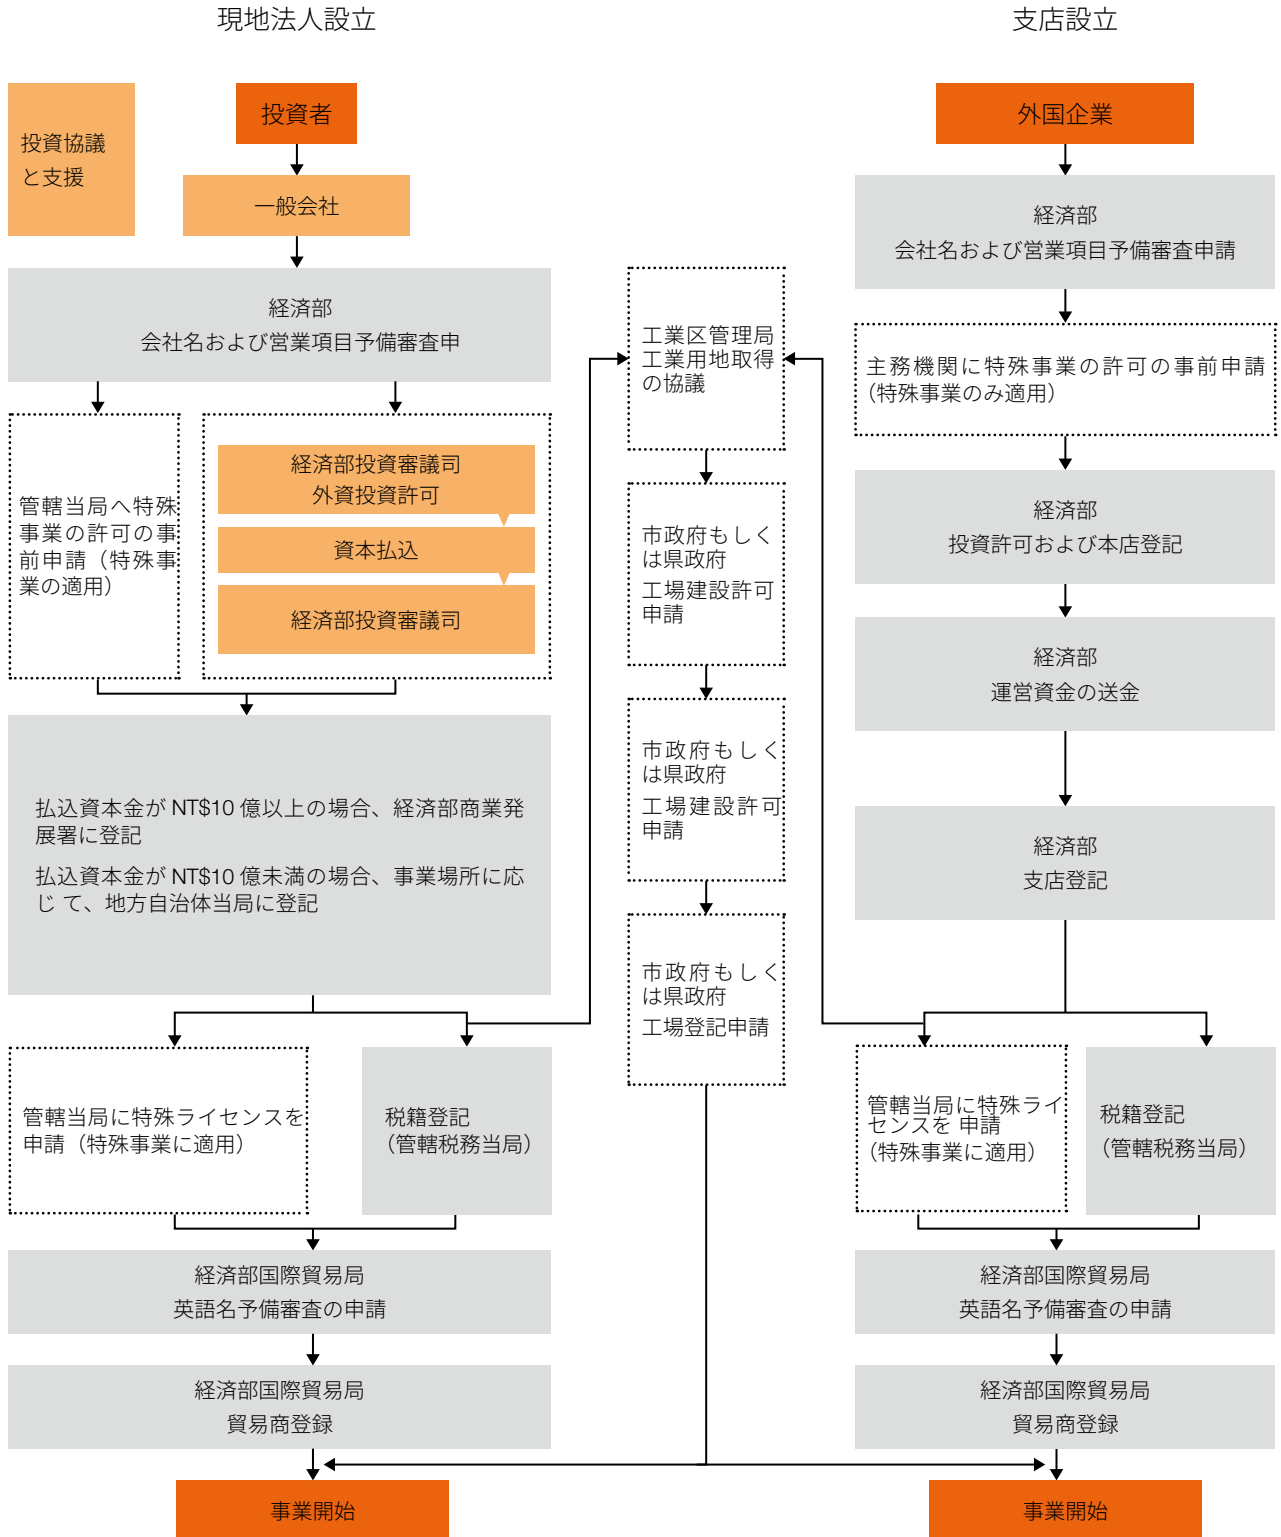 現地法人設立
投資協議
と支援
投資者
一般会社
経済部
会社名および営業項目予備審査申
管轄当局へ特殊
事業の許可の事
前申請（特殊事
業の適用）
経済部投資審議司
外資投資許可
資本払込
経済部投資審議司
払込資本金が NT$10 億以上の場合、経済部商業発
展署に登記
払込資本金が NT$10 億未満の場合、事業場所に応
じ て、地方自治体当局に登記
管轄当局に特殊ライセンスを
申請（特殊事業に適用）
税籍登記
（管轄税務当局）
経済部国際貿易局
英語名予備審査の申請
経済部国際貿易局
貿易商登録
事業開始
工業区管理局
工業用地取得
の協議
市政府もしく
は県政府
工場建設許可
申請
市政府もしく
は県政府
工場建設許可
申請
市政府もしく
は県政府
工場登記申請
支店設立
外国企業
経済部
会社名および営業項目予備審査申請
主務機関に特殊事業の許可の事前申請
（特殊事業のみ適用）
経済部
投資許可および本店登記
経済部
運営資金の送金
経済部
支店登記
管轄当局に特殊ライ
センスを 申請
（特殊事業に適用）
税籍登記
（管轄税務当局）
経済部国際貿易局
英語名予備審査の申請
経済部国際貿易局
貿易商登録
事業開始